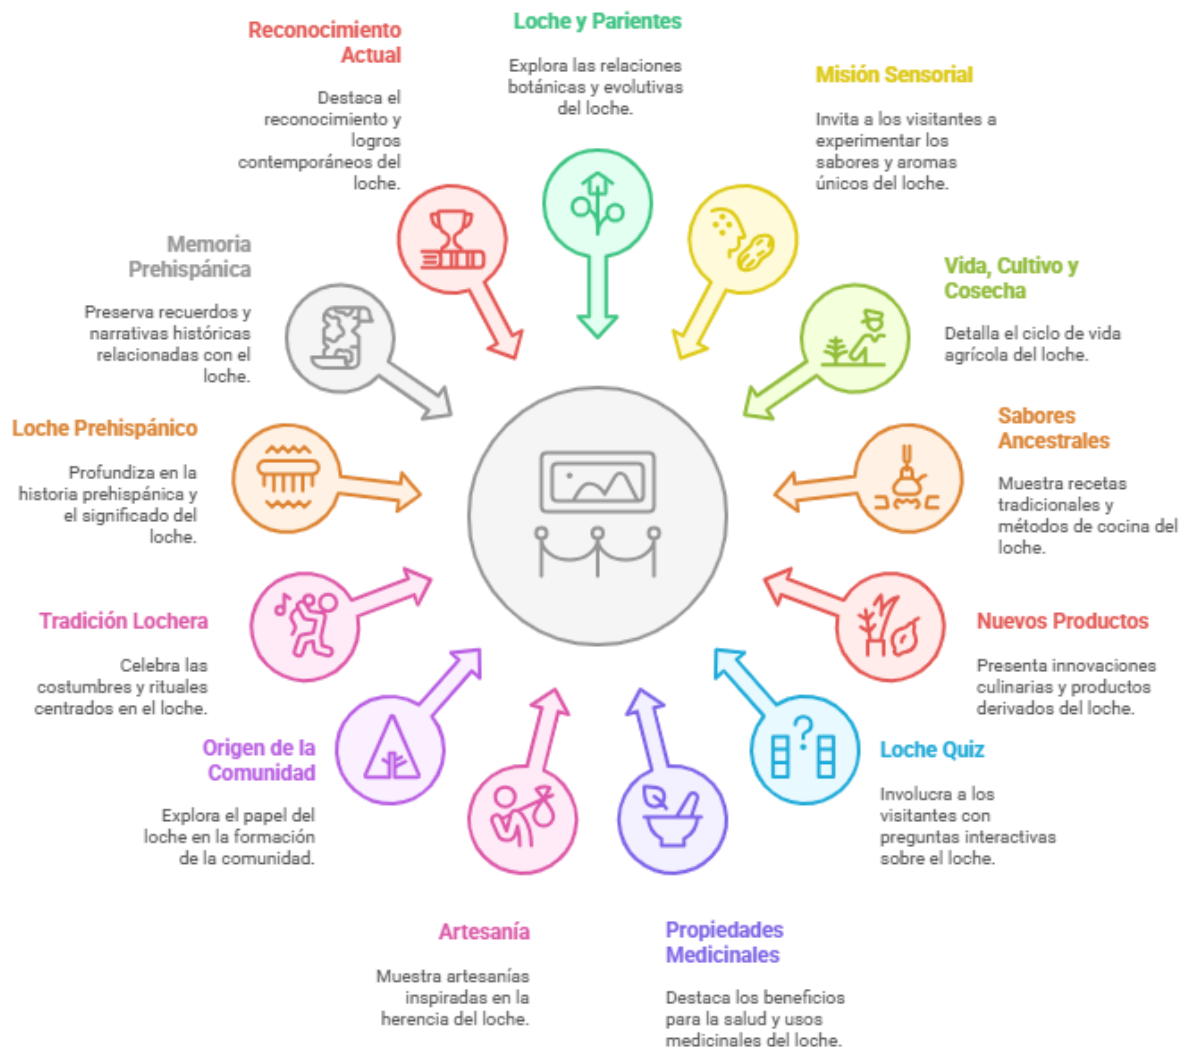 Loche y Parientes
Explora las relaciones
botánicas y evolutivas
del loche.
Misión Sensorial
Invita a los visitantes a
experimentar los
sabores y aromas
únicos del loche.
Vida, Cultivo y
Cosecha
Detalla el ciclo de vida
agrícola del loche.
Sabores
Ancestrales
Muestra recetas
tradicionales y
métodos de cocina del
loche.
Nuevos Productos
Presenta innovaciones
culinarias y productos
derivados del loche.
Loche Quiz
Involucra a los
visitantes con
preguntas interactivas
sobre el loche.
Propiedades
Medicinales
Destaca los beneficios
para la salud y usos
medicinales del loche.
Artesanía
Muestra artesanías
inspiradas en la
herencia del loche.
Origen de la
Comunidad
Explora el papel del
loche en la formación
de la comunidad.
Tradición Lochera
Celebra las
costumbres y rituales
centrados en el loche.
Loche Prehispánico
Profundiza en la
historia prehispánica y
el significado del
loche.
Memoria
Prehispánica
Preserva recuerdos y
narrativas históricas
relacionadas con el
loche.
Reconocimiento
Actual
Destaca el
reconocimiento y
logros
contemporáneos del
loche.
?